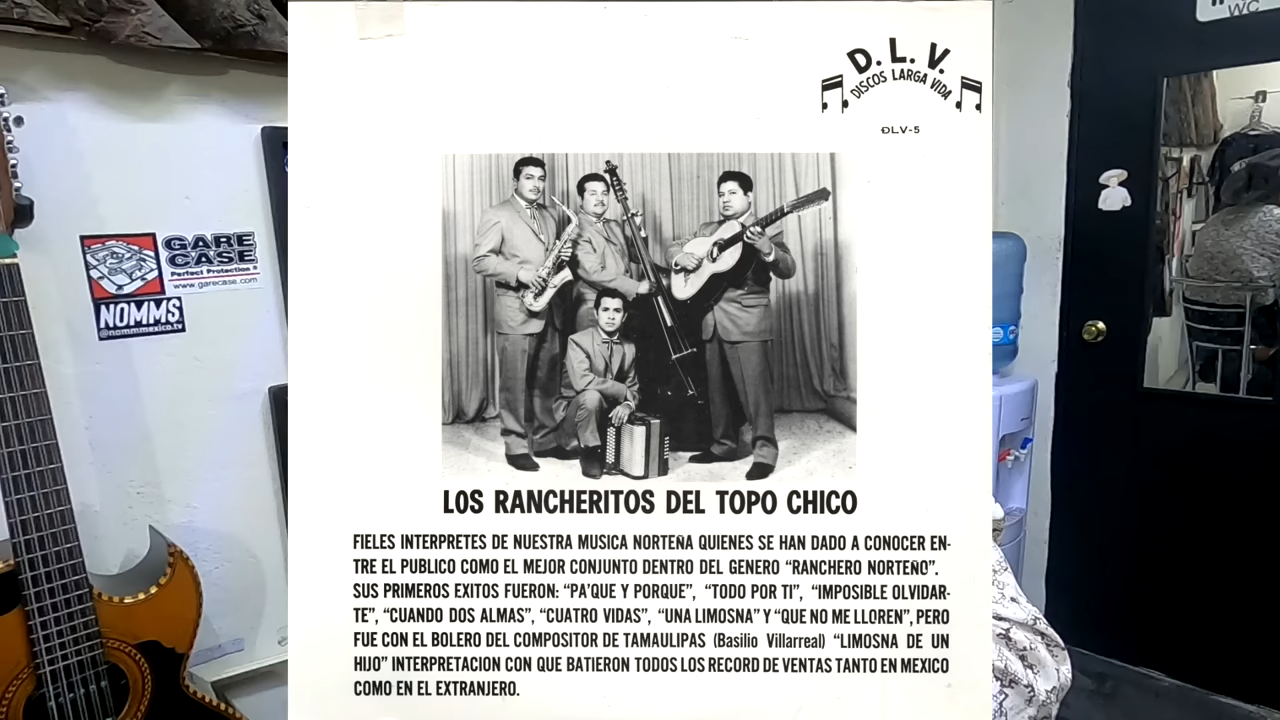 WC
D. L. V.
DISCOS LARGA VIDA
DLV-5
GARE
CASE
Perfect Protection ®
www.garecase.com
NOMMS
@nommmexico.tv
LOS RANCHERITOS DEL TOPO CHICO
FIELES INTERPRETES DE NUESTRA MUSICA NORTEÑA QUIENES SE HAN DADO A CONOCER EN-
TRE EL PUBLICO COMO EL MEJOR CONJUNTO DENTRO DEL GENERO “RANCHERO NORTEÑO”.
SUS PRIMEROS EXITOS FUERON: “PA’QUE Y PORQUE”, “TODO POR TI”, “IMPOSIBLE OLVIDAR-
TE”, “CUANDO DOS ALMAS”, “CUATRO VIDAS”, “UNA LIMOSNA” Y “QUE NO ME LLOREN”, PERO
FUE CON EL BOLERO DEL COMPOSITOR DE TAMAULIPAS (Basilio Villarreal) “LIMOSNA DE UN
HIJO” INTERPRETACION CON QUE BATIERON TODOS LOS RECORD DE VENTAS TANTO EN MEXICO
COMO EN EL EXTRANJERO.